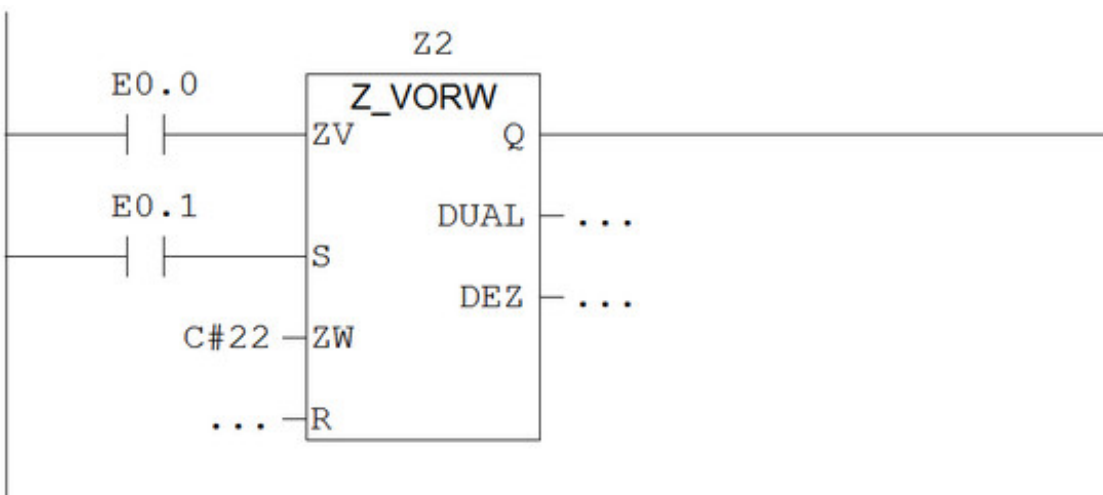 Z2
E0.0
Z_VORW
ZV Q
E0.1
DUAL ...
S
DEZ ...
C#22 ZW
... R